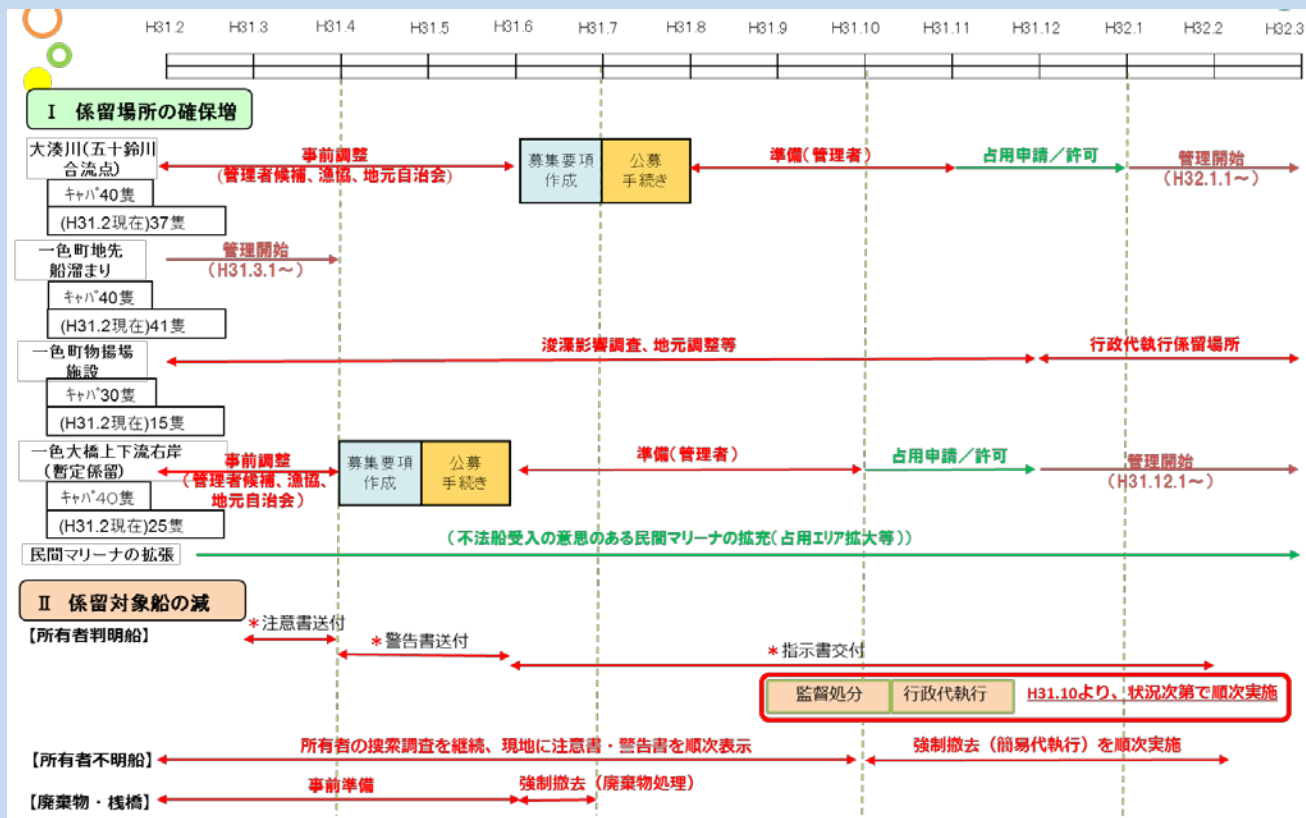 H31.2 H31.3 H31.4 H31.5 H31.6 H31.7 H31.8 H31.9 H31.10 H31.11 H31.12 H32.1 H32.2 H32.3
Ⅰ 係留場所の確保増
大湊川(五十鈴川
合流点)
キャパ40隻
(H31.2現在)37隻
事前調整
(管理者候補、漁協、地元自治会)
募集要項
作成
公募
手続き
準備(管理者)
占用申請/許可
管理開始
(H32.1.1～)
一色町地先
船溜まり
キャパ40隻
(H31.2現在)41隻
管理開始
(H31.3.1～)
一色町物揚場
施設
キャパ30隻
(H31.2現在)15隻
浚渫影響調査、地元調整等
行政代執行係留場所
一色大橋上下流右岸
(暫定係留)
キャパ40隻
(H31.2現在)25隻
事前調整
(管理者候補、漁協、
地元自治会)
募集要項
作成
公募
手続き
準備(管理者)
占用申請/許可
管理開始
(H31.12.1～)
民間マリーナの拡張
(不法船受入の意思のある民間マリーナの拡充(占用エリア拡大等))
Ⅱ 係留対象船の減
【所有者判明船】
*注意書送付
*警告書送付
*指示書交付
監督処分
行政代執行
H31.10より、状況次第で順次実施
【所有者不明船】
所有者の捜索調査を継続、現地に注意書・警告書を順次表示
強制撤去(簡易代執行)を順次実施
【廃棄物・桟橋】
事前準備
強制撤去(廃棄物処理)